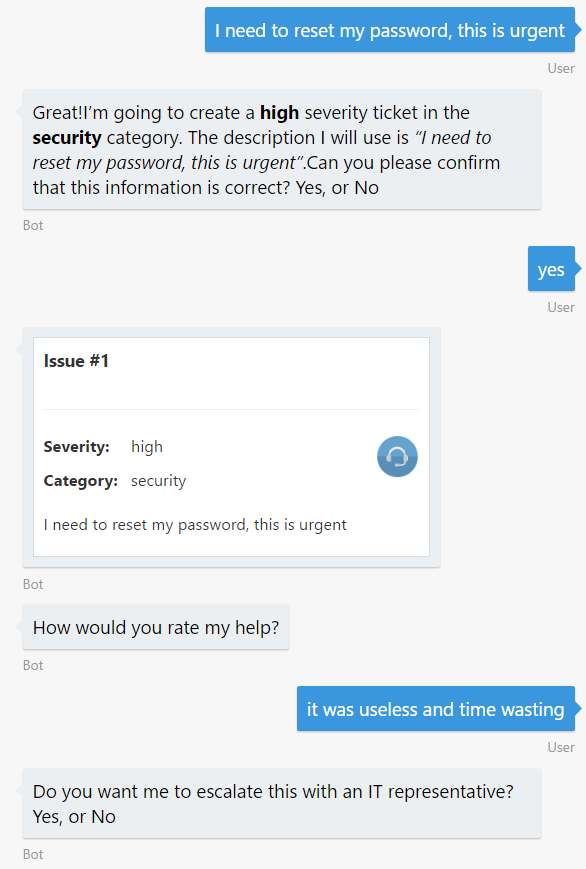 I need to reset my password, this is urgent
User
Great!I'm going to create a high severity ticket in the
security category. The description I will use is “I need to
reset my password, this is urgent”.Can you please confirm
that this information is correct? Yes, or No
Bot
yes
User
Issue #1
Severity: high
Category: security
I need to reset my password, this is urgent
Bot
How would you rate my help?
Bot
it was useless and time wasting
User
Do you want me to escalate this with an IT representative?
Yes, or No
Bot